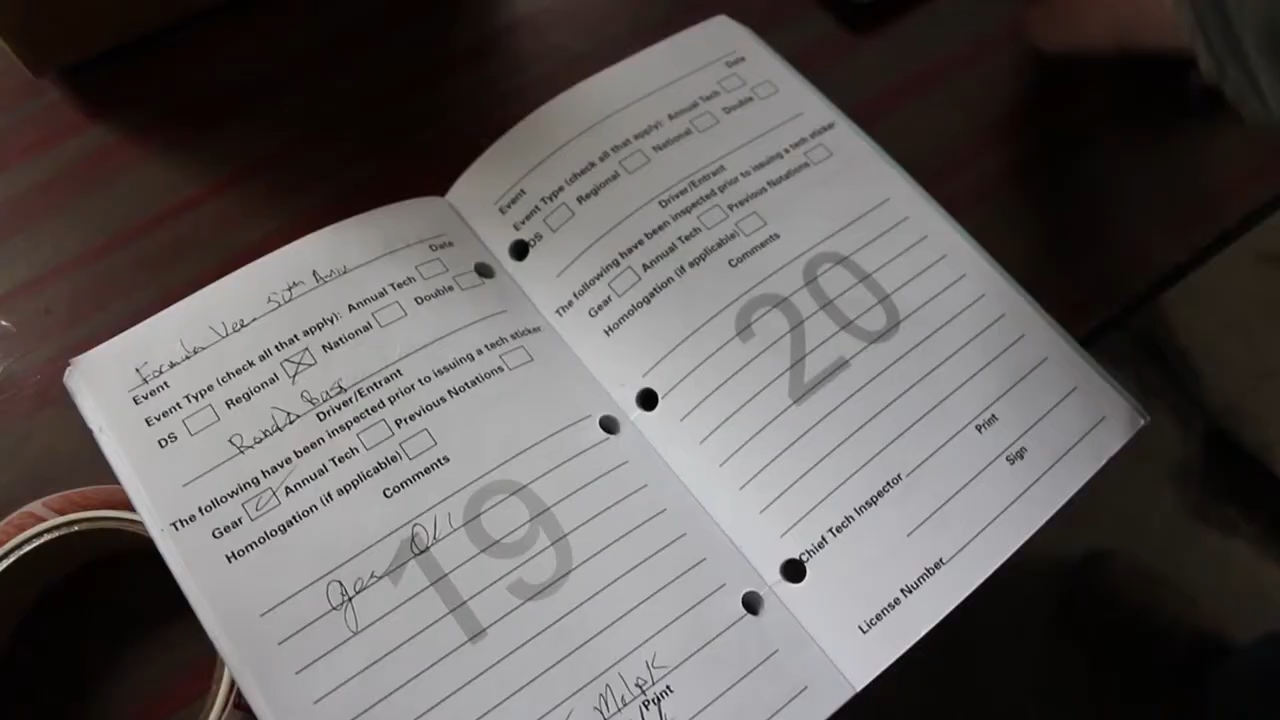 Formula Vee 50th Aniv
Event Date
Event Type (check all that apply): Annual Tech
DS Regional National Double
Driver/Entrant
The following have been inspected prior to issuing a tech sticker
Gear Annual Tech Previous Notations
Homologation (if applicable)
Comments
19
Print
Event Date
Event Type (check all that apply): Annual Tech
DS Regional National Double
Driver/Entrant
The following have been inspected prior to issuing a tech sticker
Gear Annual Tech Previous Notations
Homologation (if applicable)
Comments
20
Chief Tech Inspector Print
Sign
License Number